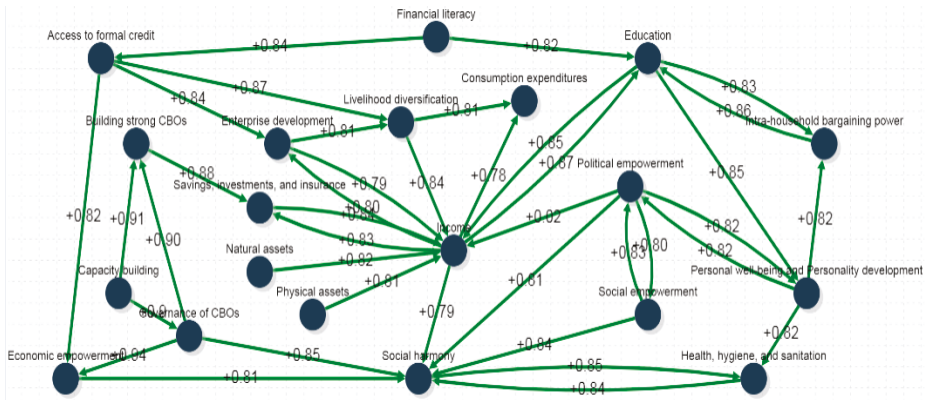 Financial literacy
Access to formal credit
Education
+0.84
+0.82
Consumption expenditures
+0.87
+0.83
+0.84
Livelihood diversification
+0.86
+0.81
Building strong CBOs
Enterprise development
Intra-household bargaining power
+0.81
+0.85
+0.87
Political empowerment
+0.88
+0.78
+0.85
Savings, investments, and insurance
+0.79
+0.84
+0.80
+0.82
+0.91
+0.82
+0.82
+0.82
Income
+0.90
+0.83
+0.80
+0.83
+0.82
Natural assets
+0.82
Capacity building
Personal well-being and Personality development
+0.81
+0.81
Physical assets
Social empowerment
Governance of CBOs
+0.79
+0.82
+0.84
Economic empowerment
+0.94
+0.85
Social harmony
Health, hygiene, and sanitation
+0.81
+0.85
+0.84